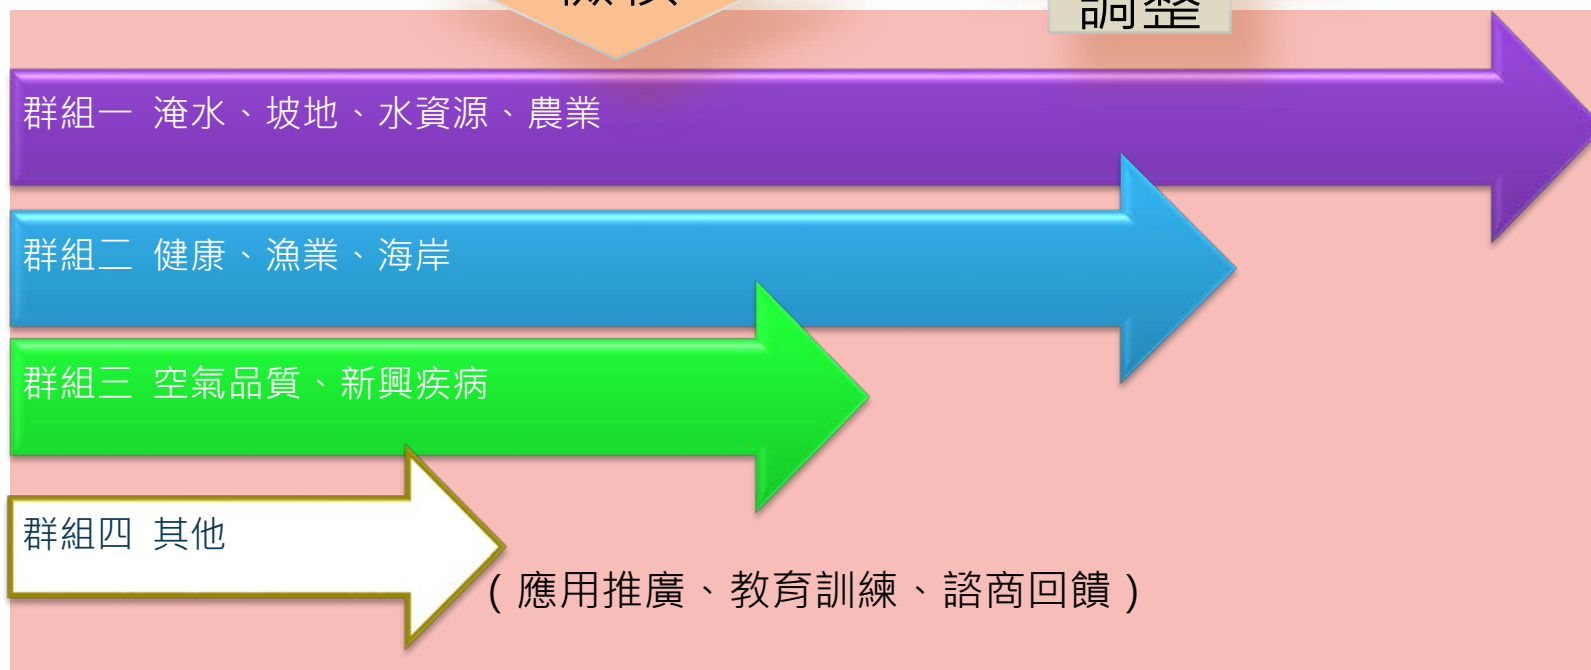 調整
群組一 淹水、坡地、水資源、農業
群組二 健康、漁業、海岸
群組三 空氣品質、新興疾病
群組四 其他
(應用推廣、教育訓練、諮商回饋)